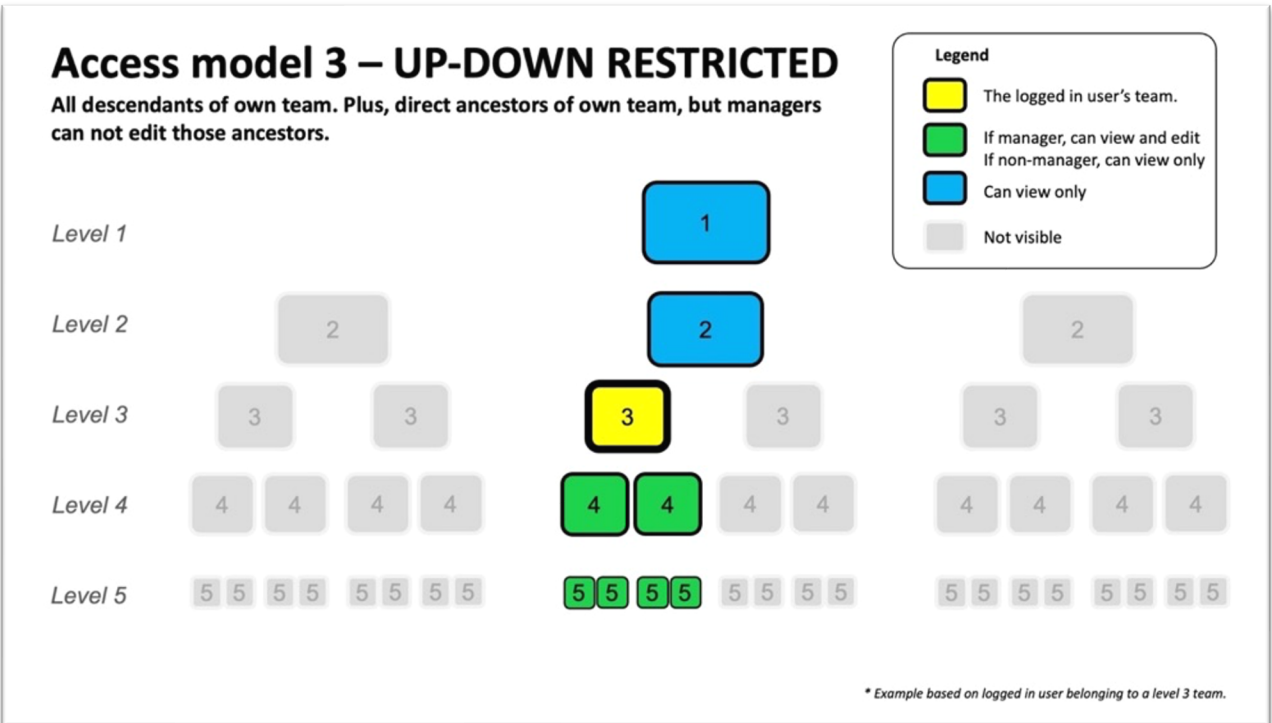 Access model 3 – UP-DOWN RESTRICTED
All descendants of own team. Plus, direct ancestors of own team, but managers
can not edit those ancestors.
Legend
The logged in user's team.
If manager, can view and edit
If non-manager, can view only
Can view only
Not visible
Level 1
1
Level 2
2 2 2
Level 3
3 3 3 3 3 3
Level 4
4 4 4 4 4 4 4 4 4 4 4 4
Level 5
5 5 5 5 5 5 5 5 5 5 5 5 5 5 5 5 5 5 5 5 5 5 5 5
* Example based on logged in user belonging to a level 3 team.